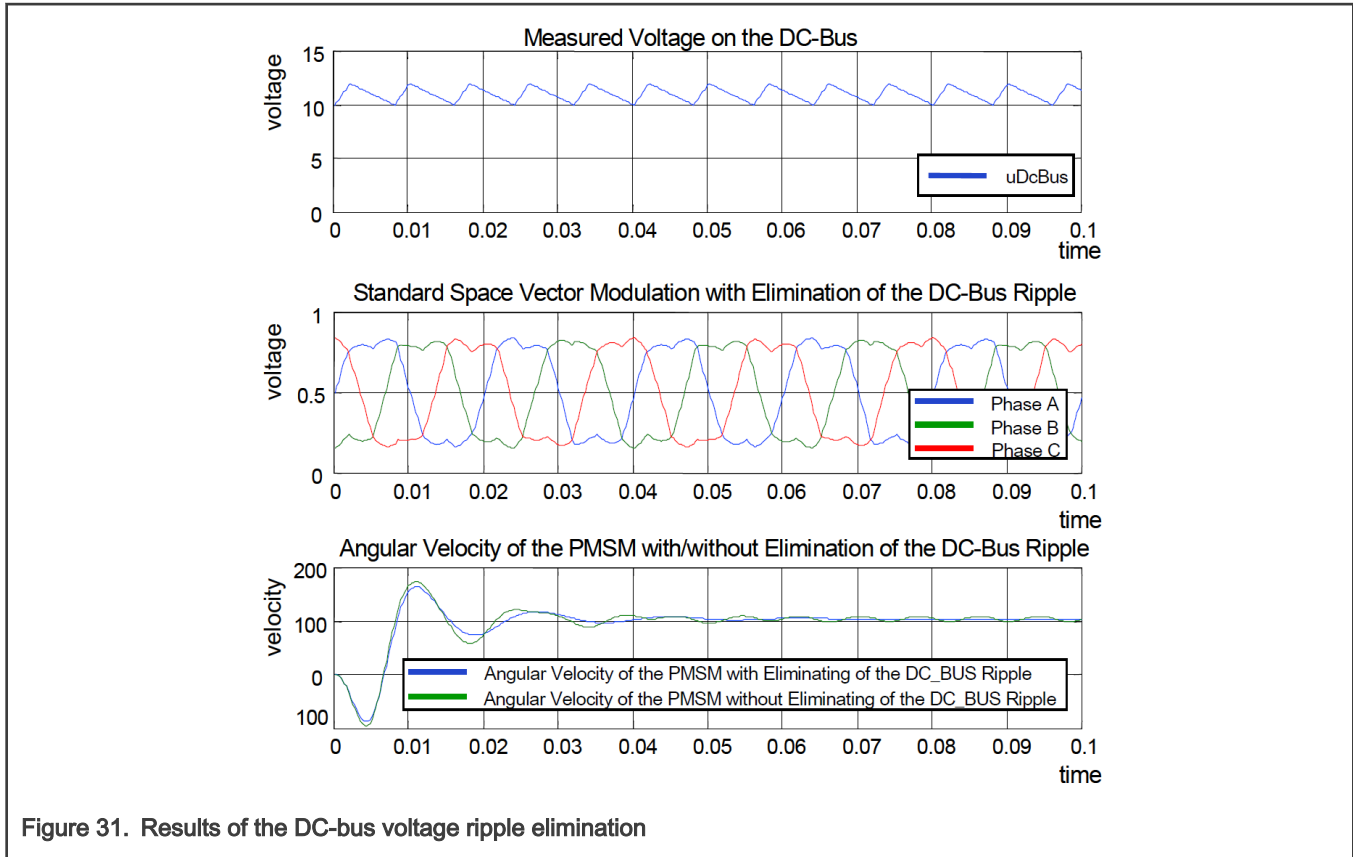 Measured Voltage on the DC-Bus
15
10
5
0
voltage
uDcBus
0 0.01 0.02 0.03 0.04 0.05 0.06 0.07 0.08 0.09 0.1
time
Standard Space Vector Modulation with Elimination of the DC-Bus Ripple
1
0.5
0
voltage
Phase A
Phase B
Phase C
0 0.01 0.02 0.03 0.04 0.05 0.06 0.07 0.08 0.09 0.1
time
Angular Velocity of the PMSM with/without Elimination of the DC-Bus Ripple
200
100
0
100
velocity
Angular Velocity of the PMSM with Eliminating of the DC_BUS Ripple
Angular Velocity of the PMSM without Eliminating of the DC_BUS Ripple
0 0.01 0.02 0.03 0.04 0.05 0.06 0.07 0.08 0.09 0.1
time
Figure 31. Results of the DC-bus voltage ripple elimination